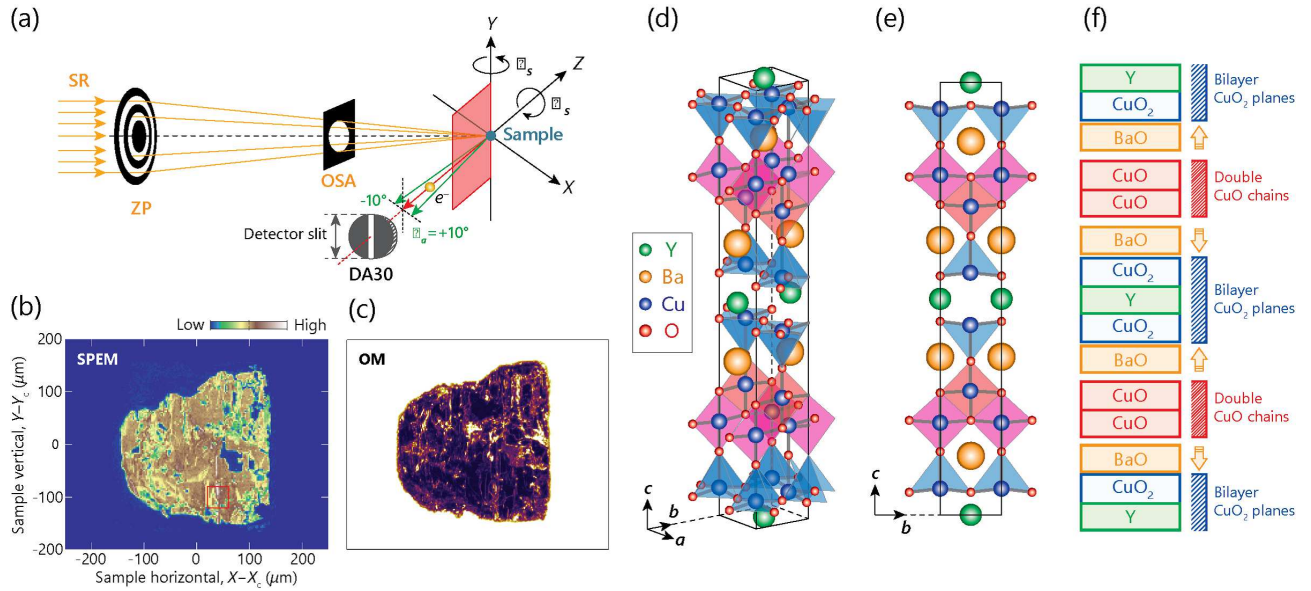 (a)
SR
ZP
OSA
Y
Z
X
s
s
Sample
e⁻
-10°
a=+10°
Detector slit
DA30
(b)
Low
High
SPEM
200
100
0
-100
-200
-200
-100
0
100
200
Sample vertical, Y–Yc (μm)
Sample horizontal, X–Xc (μm)
(c)
OM
(d)
Y
Ba
Cu
O
c
b
a
(e)
c
b
(f)
Y
CuO₂
BaO
CuO
CuO
BaO
CuO₂
Y
CuO₂
BaO
CuO
CuO
BaO
CuO₂
Y
Bilayer
CuO₂ planes
Double
CuO chains
Bilayer
CuO₂ planes
Double
CuO chains
Bilayer
CuO₂ planes